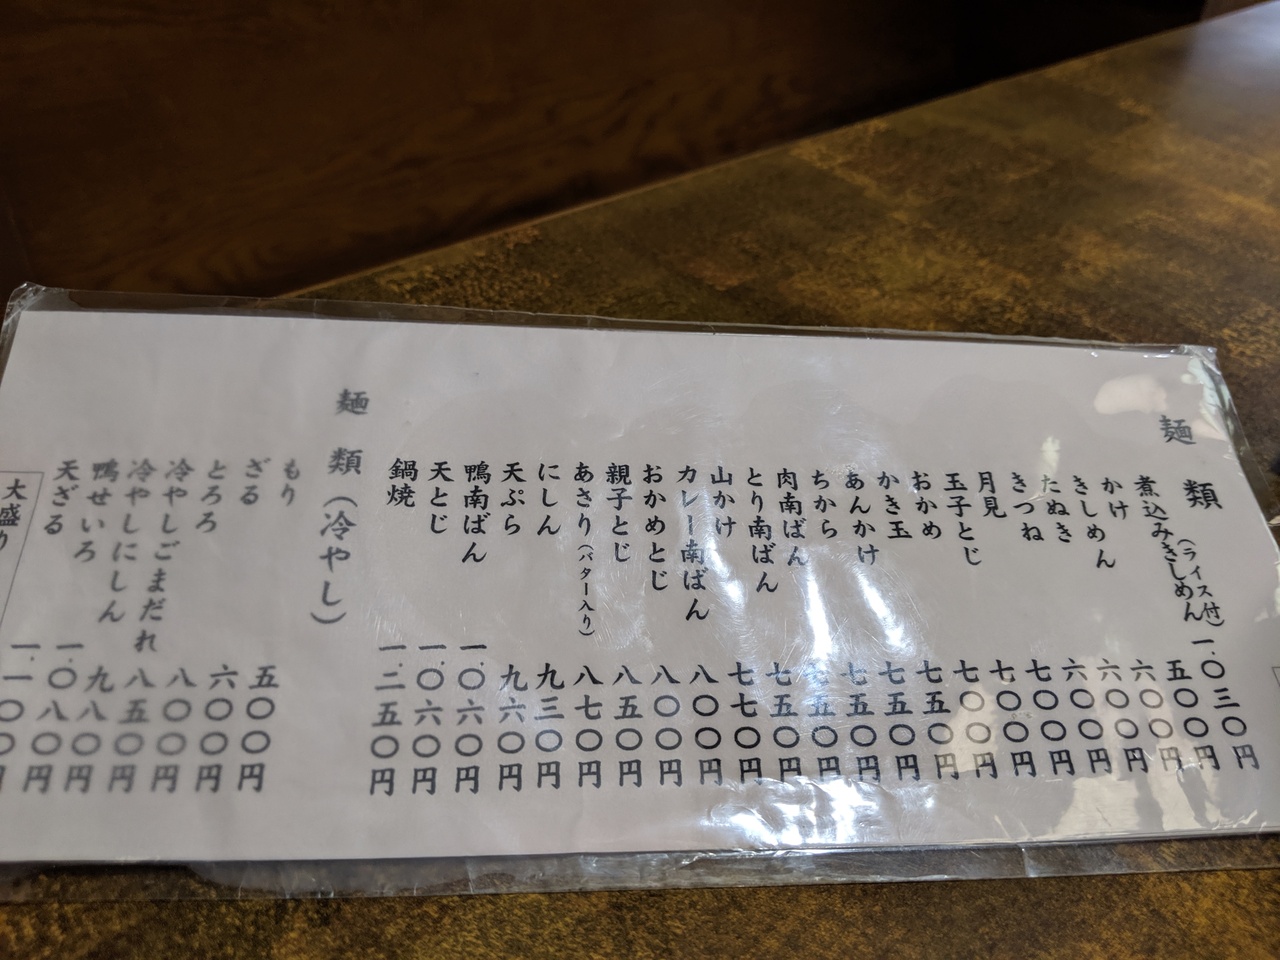 麺類
煮込みきしめん(ライス付) 一.〇三〇円
かけ 五〇〇円
きしめん 六〇〇円
たぬき 六〇〇円
きつね 六〇〇円
月見 七〇〇円
玉子とじ 七〇〇円
おかめ 七〇〇円
かき玉 七五〇円
あんかけ 七五〇円
ちから 七五〇円
肉南ばん 七五〇円
とり南ばん 七五〇円
山かけ 七七〇円
カレー南ばん 八〇〇円
おかめとじ 八〇〇円
親子とじ 八五〇円
あさり(バター入り) 八七〇円
にしん 九三〇円
天ぷら 九六〇円
鴨南ばん 一.〇六〇円
天とじ 一.〇六〇円
鍋焼 一.二五〇円
麺類(冷やし)
もり 五〇〇円
ざる 六〇〇円
とろろ 八〇〇円
冷やしごまだれ 八五〇円
冷やしにしん 九八〇円
鴨せいろ 一.〇八〇円
天ざる 一.一〇〇円
大盛り